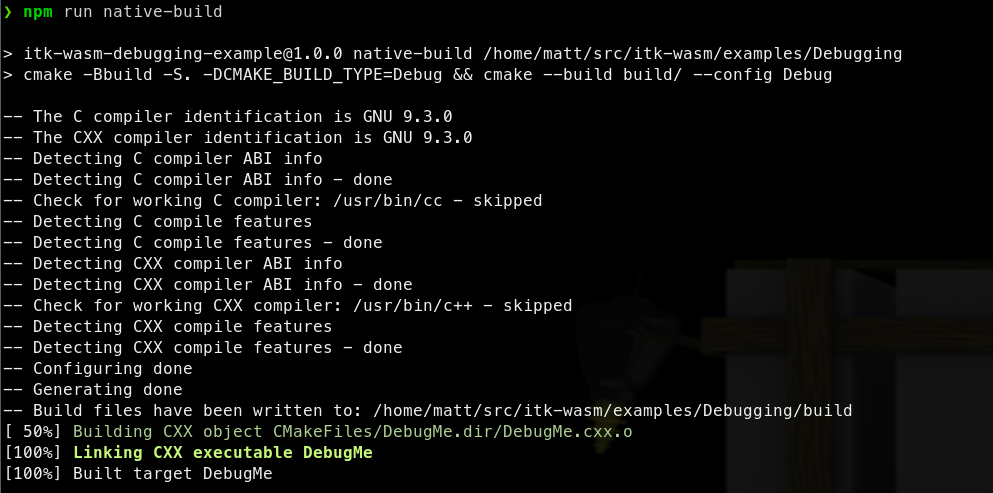 ❯ npm run native-build
> itk-wasm-debugging-example@1.0.0 native-build /home/matt/src/itk-wasm/examples/Debugging
> cmake -Bbuild -S. -DCMAKE_BUILD_TYPE=Debug && cmake --build build/ --config Debug
-- The C compiler identification is GNU 9.3.0
-- The CXX compiler identification is GNU 9.3.0
-- Detecting C compiler ABI info
-- Detecting C compiler ABI info - done
-- Check for working C compiler: /usr/bin/cc - skipped
-- Detecting C compile features
-- Detecting C compile features - done
-- Detecting CXX compiler ABI info
-- Detecting CXX compiler ABI info - done
-- Check for working CXX compiler: /usr/bin/c++ - skipped
-- Detecting CXX compile features
-- Detecting CXX compile features - done
-- Configuring done
-- Generating done
-- Build files have been written to: /home/matt/src/itk-wasm/examples/Debugging/build
[ 50%] Building CXX object CMakeFiles/DebugMe.dir/DebugMe.cxx.o
[100%] Linking CXX executable DebugMe
[100%] Built target DebugMe